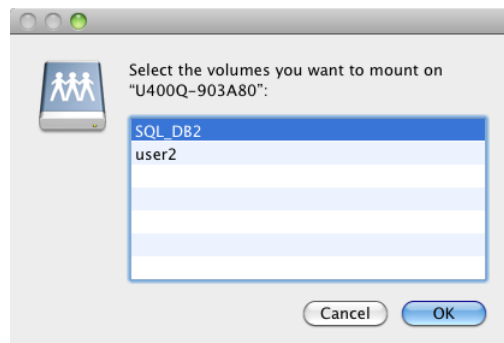 Select the volumes you want to mount on
“U400Q-903A80”:
SQL_DB2
user2
Cancel
OK